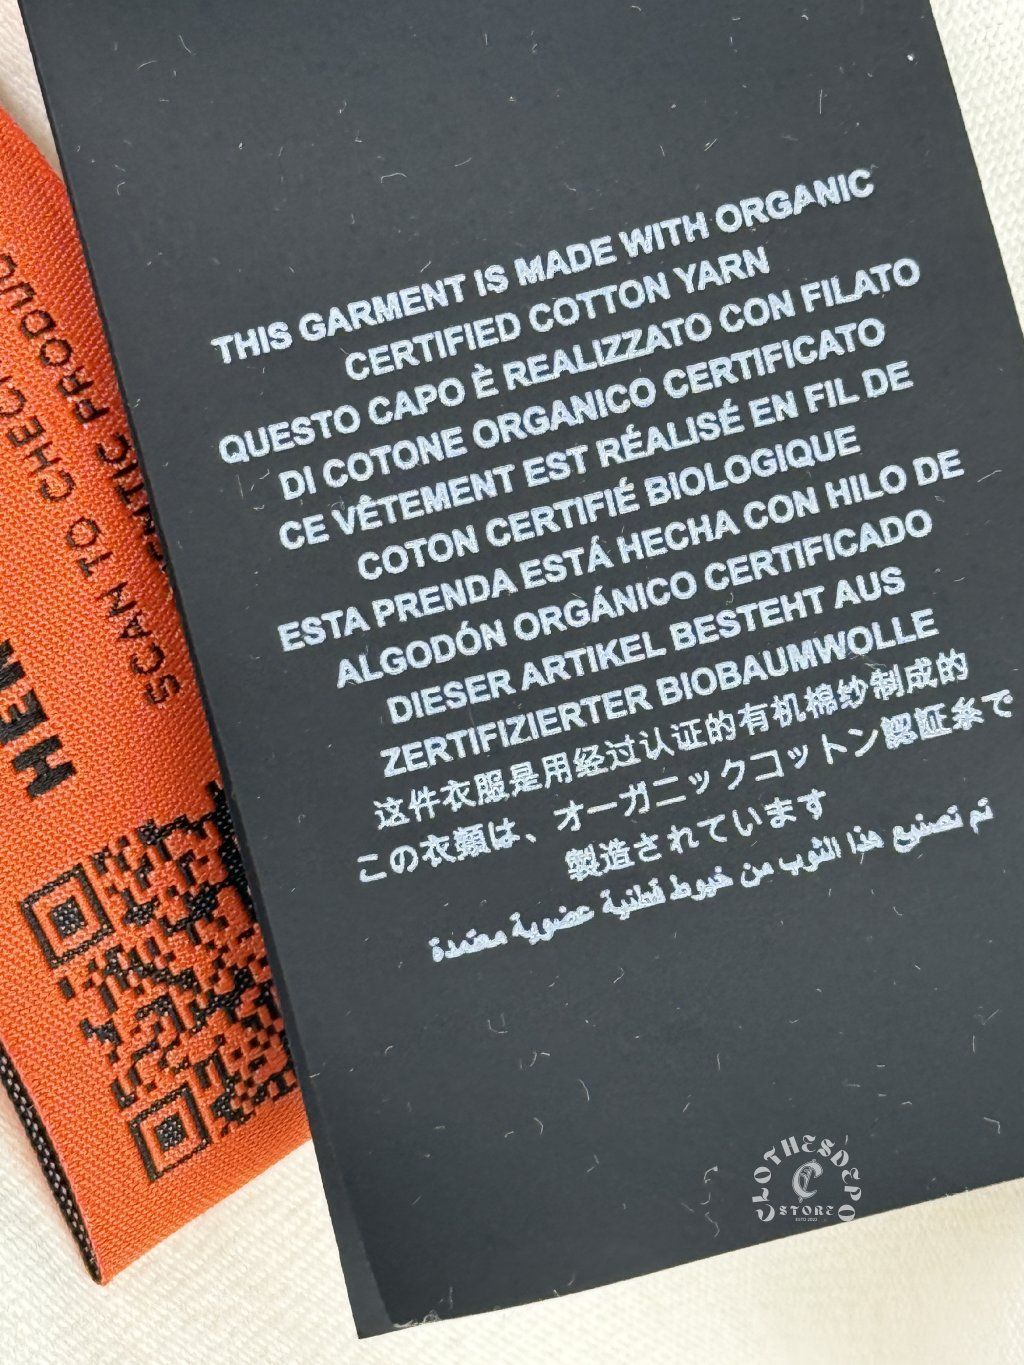 THIS GARMENT IS MADE WITH ORGANIC
CERTIFIED COTTON YARN
QUESTO CAPO È REALIZZATO CON FILATO
DI COTONE ORGANICO CERTIFICATO
CE VÊTEMENT EST RÉALISÉ EN FIL DE
COTON CERTIFIÉ BIOLOGIQUE
ESTA PRENDA ESTÁ HECHA CON HILO DE
ALGODÓN ORGÁNICO CERTIFICADO
DIESER ARTIKEL BESTEHT AUS
ZERTIFIZIERTER BIOBAUMWOLLE
这件衣服是用经过认证的有机棉纱制成的
この衣類は、オーガニックコットン認証糸で
製造されています
تم تصنيع هذا الثوب من خيوط قطنية عضوية معتمدة
SCAN TO CHEC
PRODUC
CLOTHESDEPO
STORE
ESTD 2022